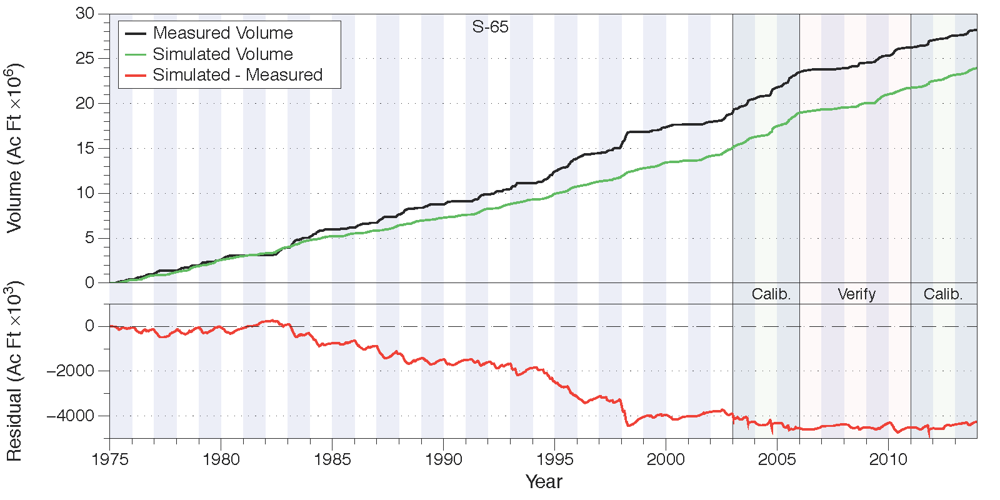 S-65
Measured Volume
Simulated Volume
Simulated - Measured
Volume (Ac Ft ×10⁶)
30
25
20
15
10
5
0
Calib.
Verify
Calib.
Residual (Ac Ft ×10³)
0
−2000
−4000
1975
1980
1985
1990
1995
2000
2005
2010
Year